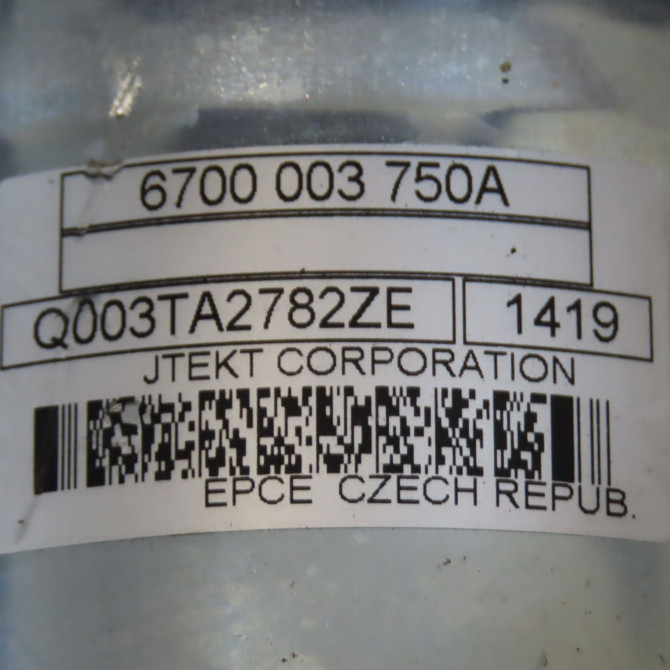 6700 003 750A
Q003TA2782ZE 1419
JTEKT CORPORATION
EPCE CZECH REPUB.